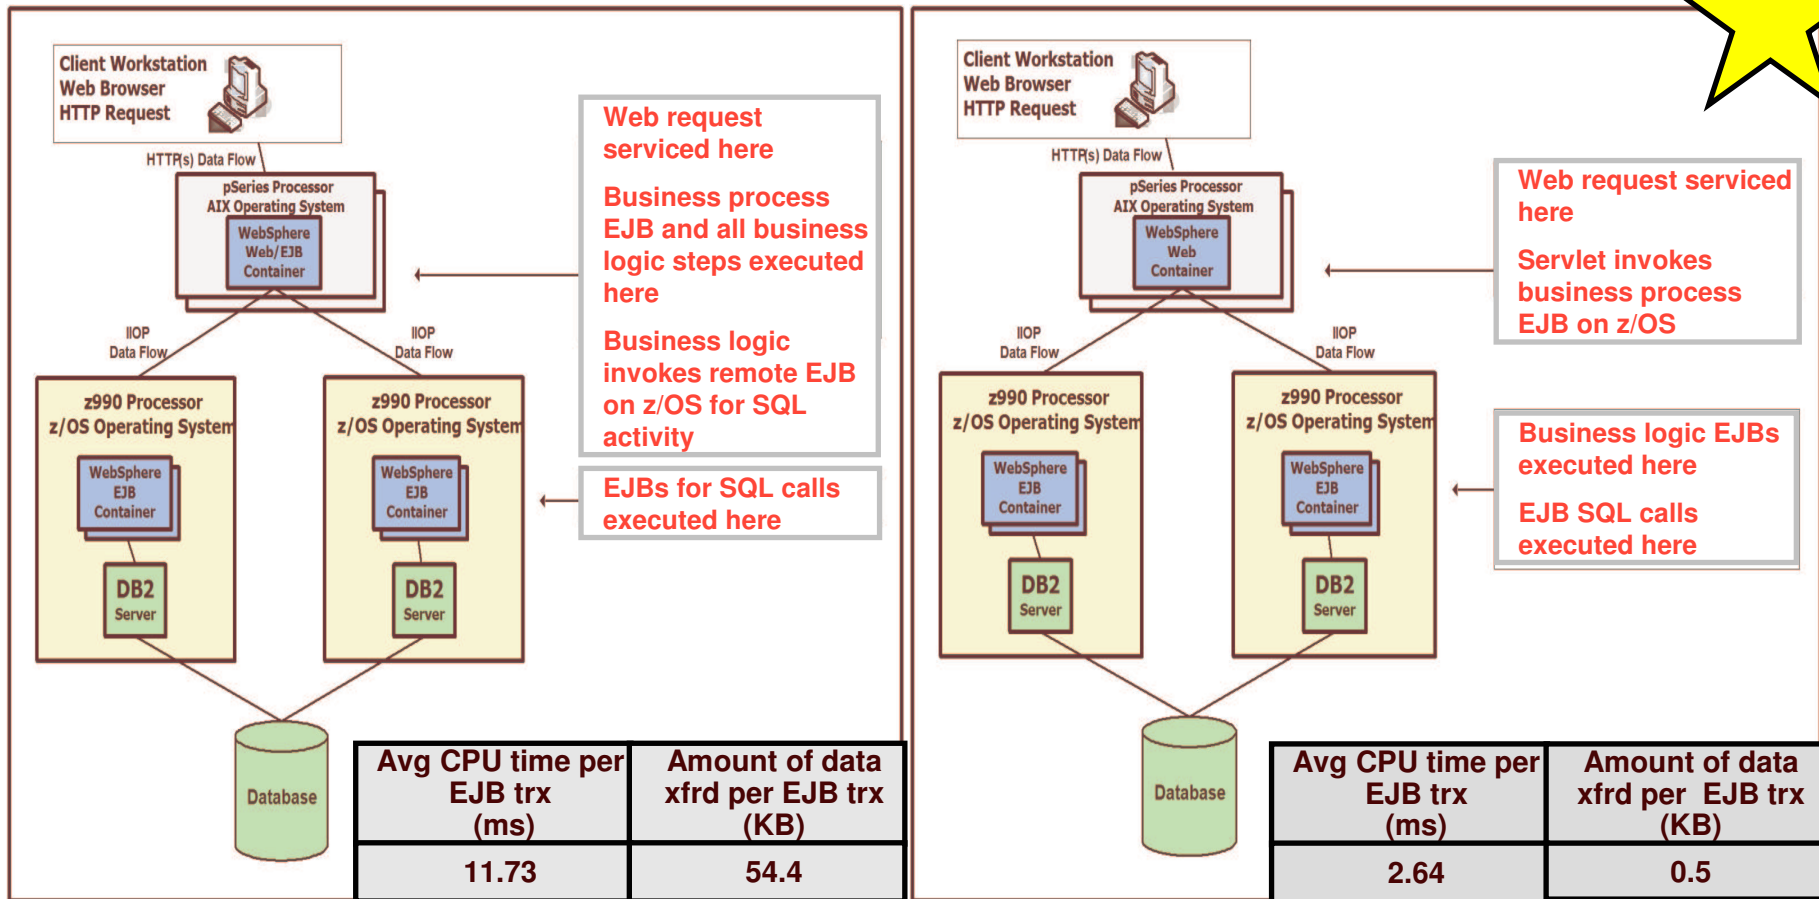 Client Workstation
Web Browser
HTTP Request
HTTP(s) Data Flow
pSeries Processor
AIX Operating System
WebSphere
Web/EJB
Container
IIOP
Data Flow
IIOP
Data Flow
z990 Processor
z/OS Operating System
WebSphere
EJB
Container
DB2
Server
z990 Processor
z/OS Operating System
WebSphere
EJB
Container
DB2
Server
Database
Web request
serviced here
Business process
EJB and all business
logic steps executed
here
Business logic
invokes remote EJB
on z/OS for SQL
activity
EJBs for SQL calls
executed here
Avg CPU time per
EJB trx
(ms)
Amount of data
xfrd per EJB trx
(KB)
11.73
54.4
Client Workstation
Web Browser
HTTP Request
HTTP(s) Data Flow
pSeries Processor
AIX Operating System
WebSphere
Web
Container
IIOP
Data Flow
IIOP
Data Flow
z990 Processor
z/OS Operating System
WebSphere
EJB
Container
DB2
Server
z990 Processor
z/OS Operating System
WebSphere
EJB
Container
DB2
Server
Database
Web request serviced
here
Servlet invokes
business process
EJB on z/OS
Business logic EJBs
executed here
EJB SQL calls
executed here
Avg CPU time per
EJB trx
(ms)
Amount of data
xfrd per EJB trx
(KB)
2.64
0.5